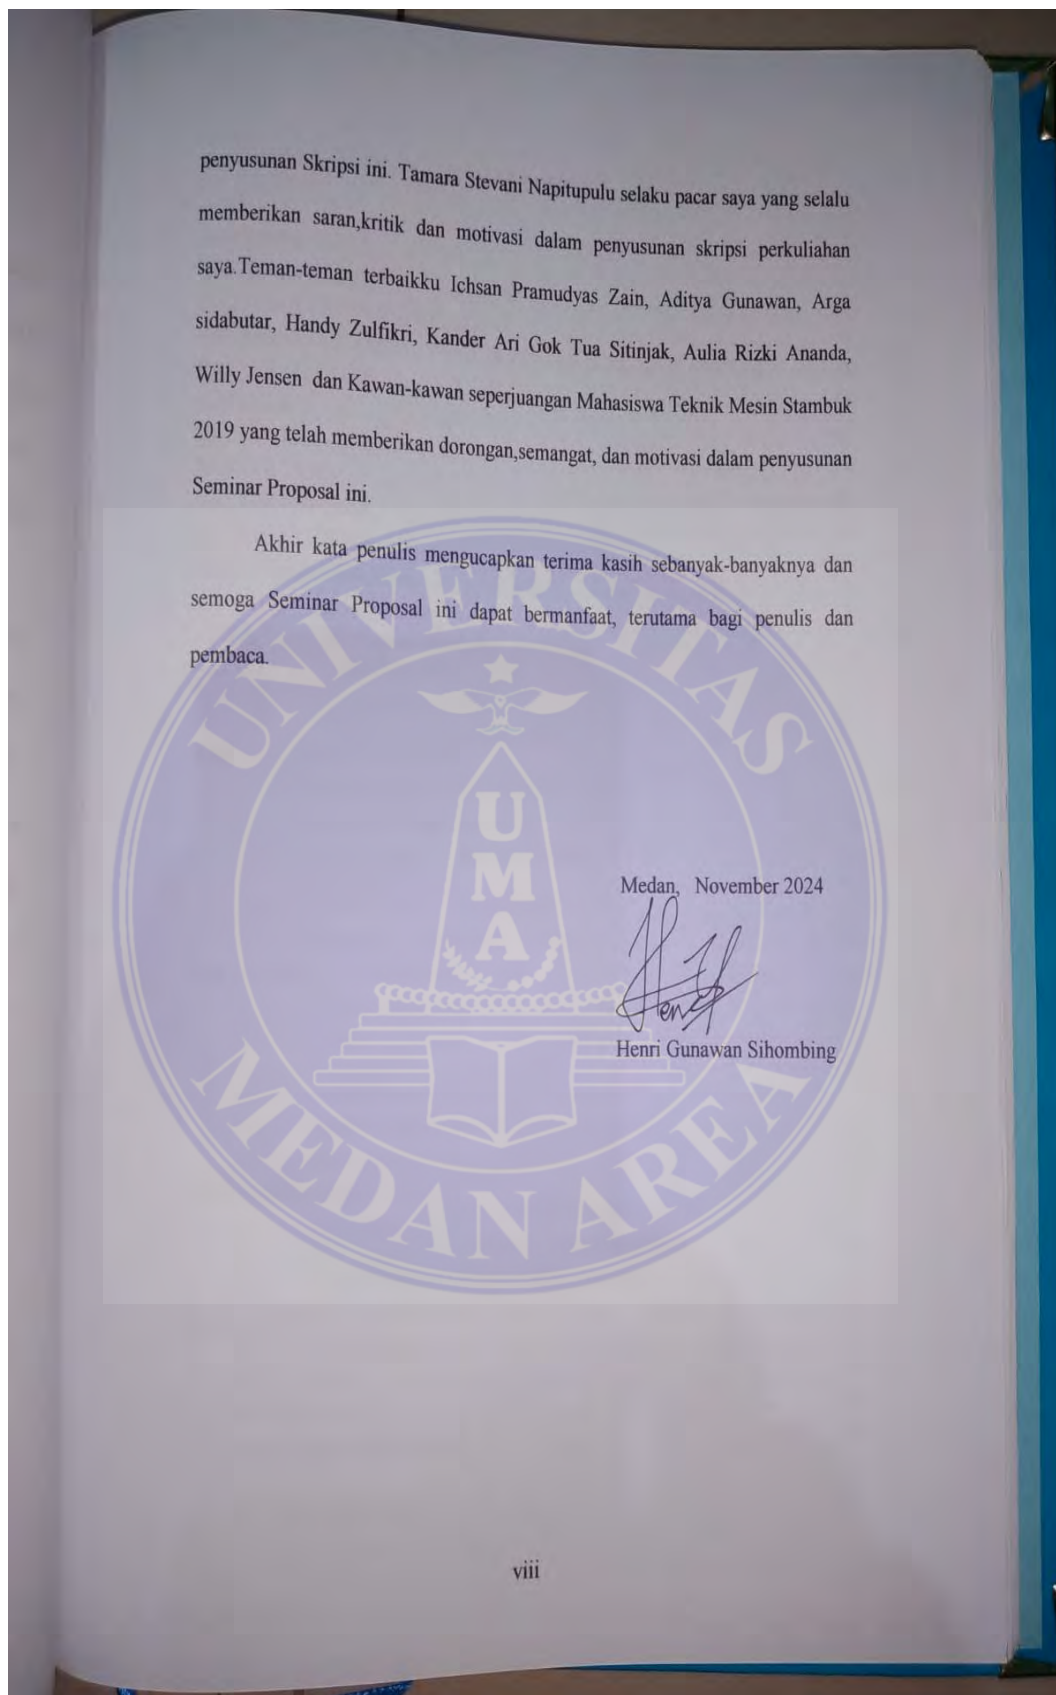 penyusunan Skripsi ini. Tamara Stevani Napitupulu selaku pacar saya yang selalu
memberikan saran,kritik dan motivasi dalam penyusunan skripsi perkuliahan
saya.Teman-teman terbaikku Ichsan Pramudyas Zain, Aditya Gunawan, Arga
sidabutar, Handy Zulfikri, Kander Ari Gok Tua Sitinjak, Aulia Rizki Ananda,
Willy Jensen dan Kawan-kawan seperjuangan Mahasiswa Teknik Mesin Stambuk
2019 yang telah memberikan dorongan,semangat, dan motivasi dalam penyusunan
Seminar Proposal ini.
Akhir kata penulis mengucapkan terima kasih sebanyak-banyaknya dan
semoga Seminar Proposal ini dapat bermanfaat, terutama bagi penulis dan
pembaca.
UNIVERSITAS
UMA
MEDAN AREA
Medan, November 2024
Henri Gunawan Sihombing
viii